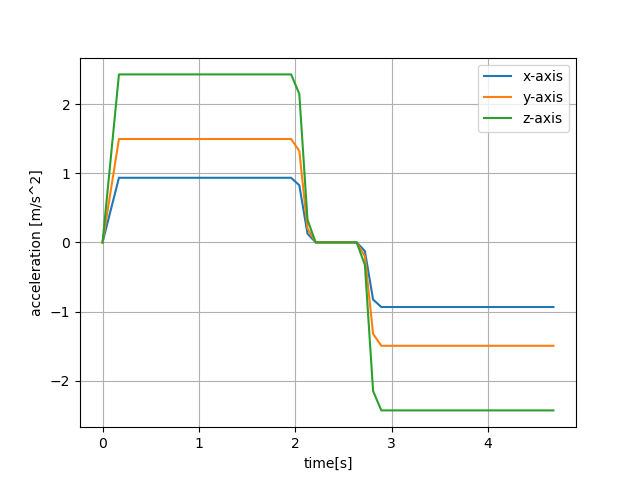 x-axis
y-axis
z-axis
2
1
0
−1
−2
acceleration [m/s^2]
0 1 2 3 4
time[s]